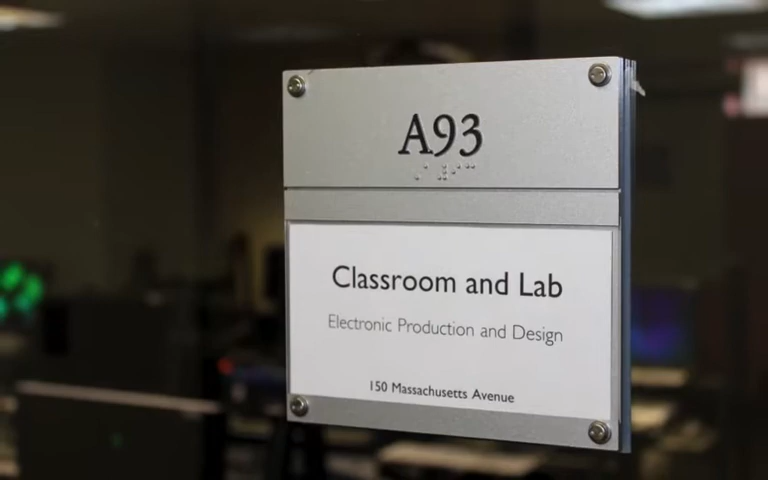 A93
Classroom and Lab
Electronic Production and Design
150 Massachusetts Avenue